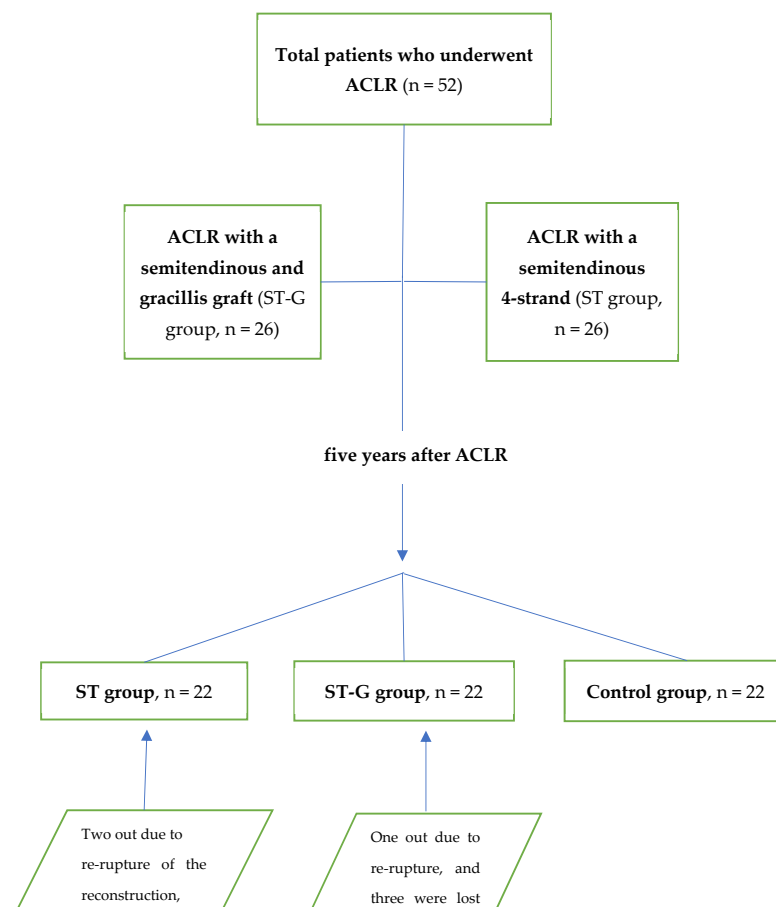 Total patients who underwent
ACLR (n = 52)
ACLR with a
semitendinous and
gracillis graft (ST-G
group, n = 26)
ACLR with a
semitendinous
4-strand (ST group,
n = 26)
five years after ACLR
ST group, n = 22
ST-G group, n = 22
Control group, n = 22
Two out due to
re-rupture of the
reconstruction,
One out due to
re-rupture, and
three were lost